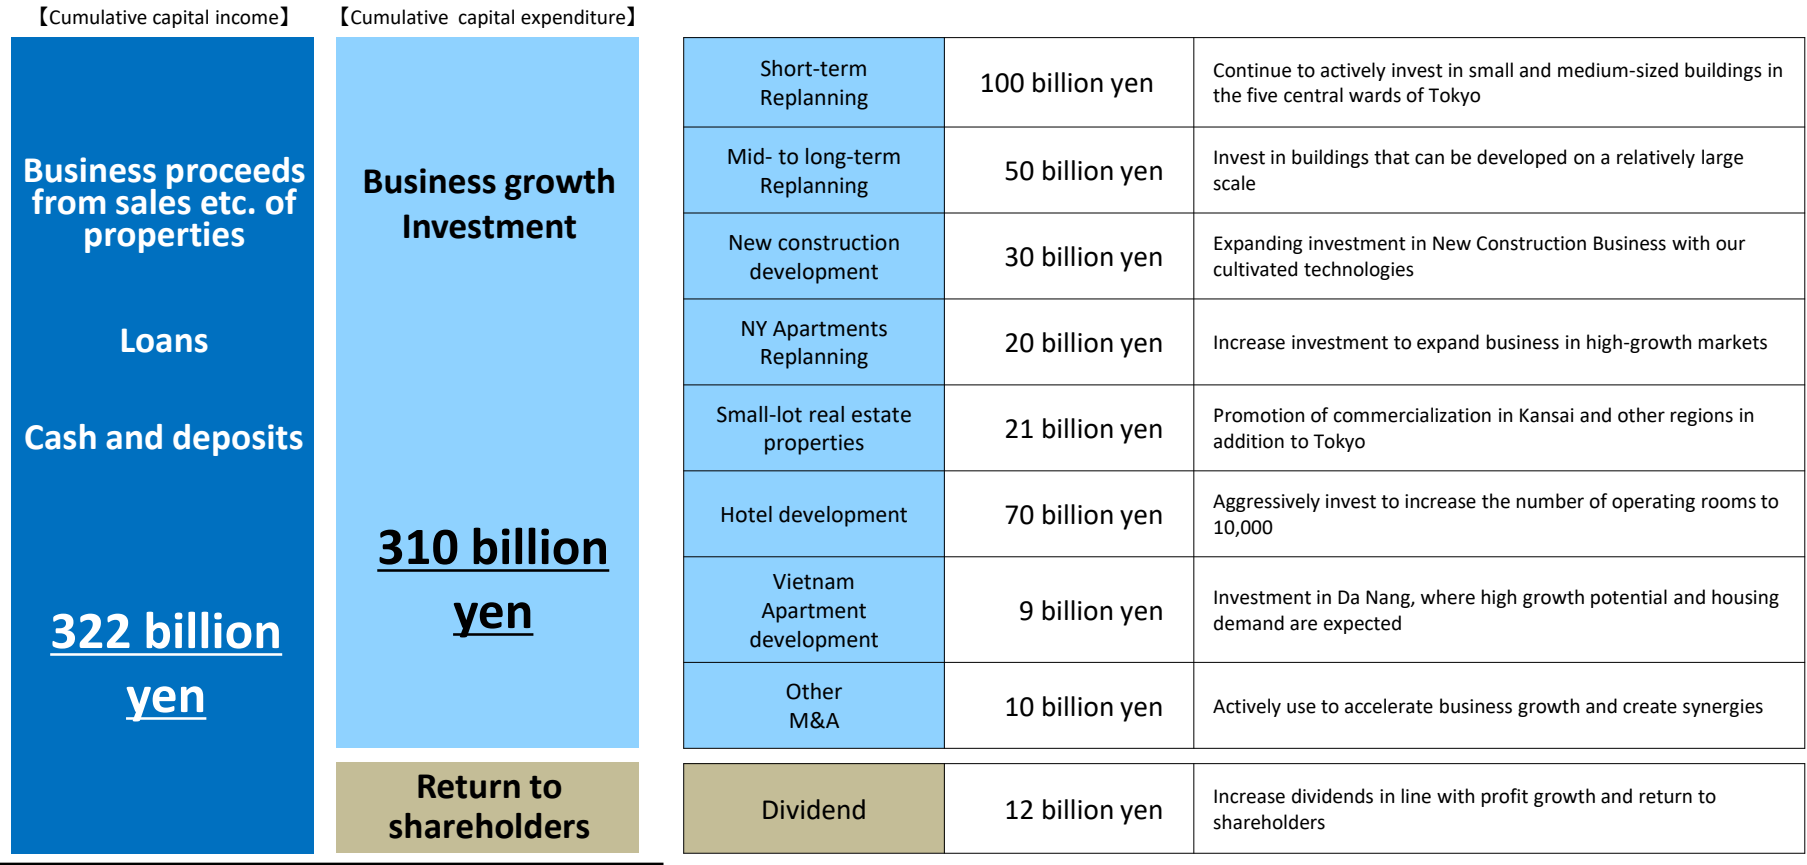 【Cumulative capital income】
【Cumulative capital expenditure】
Business proceeds
from sales etc. of
properties
Loans
Cash and deposits
322 billion
yen
Business growth
Investment
310 billion
yen
Return to
shareholders
Short-term
Replanning
100 billion yen
Continue to actively invest in small and medium-sized buildings in
the five central wards of Tokyo
Mid- to long-term
Replanning
50 billion yen
Invest in buildings that can be developed on a relatively large
scale
New construction
development
30 billion yen
Expanding investment in New Construction Business with our
cultivated technologies
NY Apartments
Replanning
20 billion yen
Increase investment to expand business in high-growth markets
Small-lot real estate
properties
21 billion yen
Promotion of commercialization in Kansai and other regions in
addition to Tokyo
Hotel development
70 billion yen
Aggressively invest to increase the number of operating rooms to
10,000
Vietnam
Apartment
development
9 billion yen
Investment in Da Nang, where high growth potential and housing
demand are expected
Other
M&A
10 billion yen
Actively use to accelerate business growth and create synergies
Dividend
12 billion yen
Increase dividends in line with profit growth and return to
shareholders